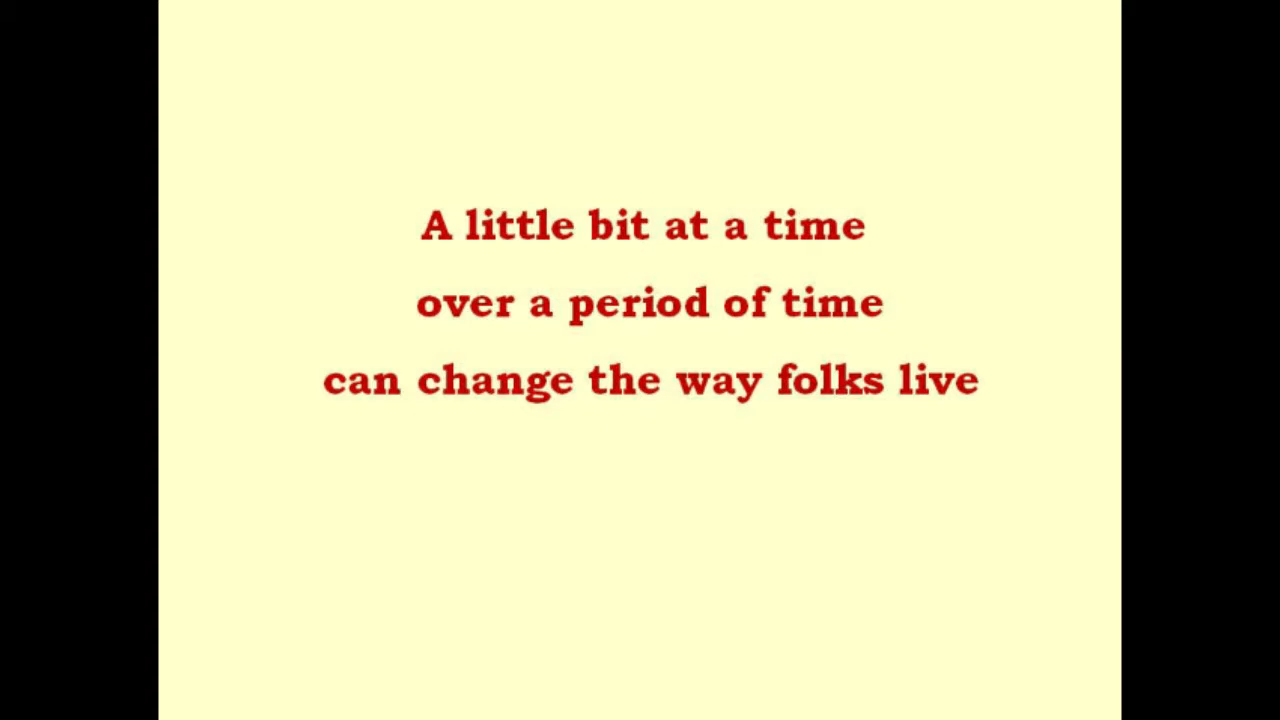 A little bit at a time
over a period of time
can change the way folks live